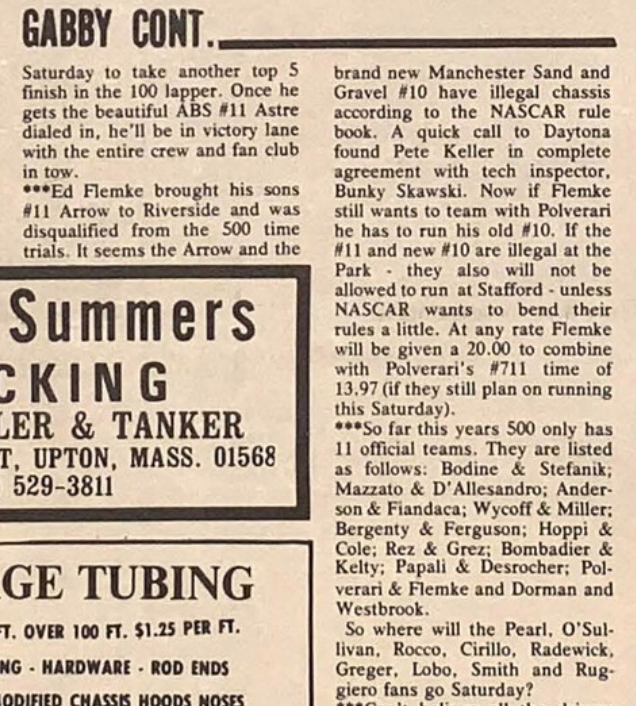 GABBY CONT.
Saturday to take another top 5
finish in the 100 lapper. Once he
gets the beautiful ABS #11 Astre
dialed in, he'll be in victory lane
with the entire crew and fan club
in tow.
***Ed Flemke brought his sons
#11 Arrow to Riverside and was
disqualified from the 500 time
trials. It seems the Arrow and the
brand new Manchester Sand and
Gravel #10 have illegal chassis
according to the NASCAR rule
book. A quick call to Daytona
found Pete Keller in complete
agreement with tech inspector,
Bunky Skawski. Now if Flemke
still wants to team with Polverari
he has to run his old #10. If the
#11 and new #10 are illegal at the
Park - they also will not be
allowed to run at Stafford - unless
NASCAR wants to bend their
rules a little. At any rate Flemke
will be given a 20.00 to combine
with Polverari's #711 time of
13.97 (if they still plan on running
this Saturday).
***So far this years 500 only has
11 official teams. They are listed
as follows: Bodine & Stefanik;
Mazzato & D'Allesandro; Ander-
son & Fiandaca; Wycoff & Miller;
Bergenty & Ferguson; Hoppi &
Cole; Rez & Grez; Bombadier &
Kelty; Papali & Desrocher; Pol-
verari & Flemke and Dorman and
Westbrook.
So where will the Pearl, O'Sul-
livan, Rocco, Cirillo, Radewick,
Greger, Lobo, Smith and Rug-
giero fans go Saturday?
Summers
CKING
LER & TANKER
T, UPTON, MASS. 01568
529-3811
GE TUBING
FT. OVER 100 FT. $1.25 PER FT.
NG - HARDWARE - ROD ENDS
MODIFIED CHASSIS HOODS NOSES